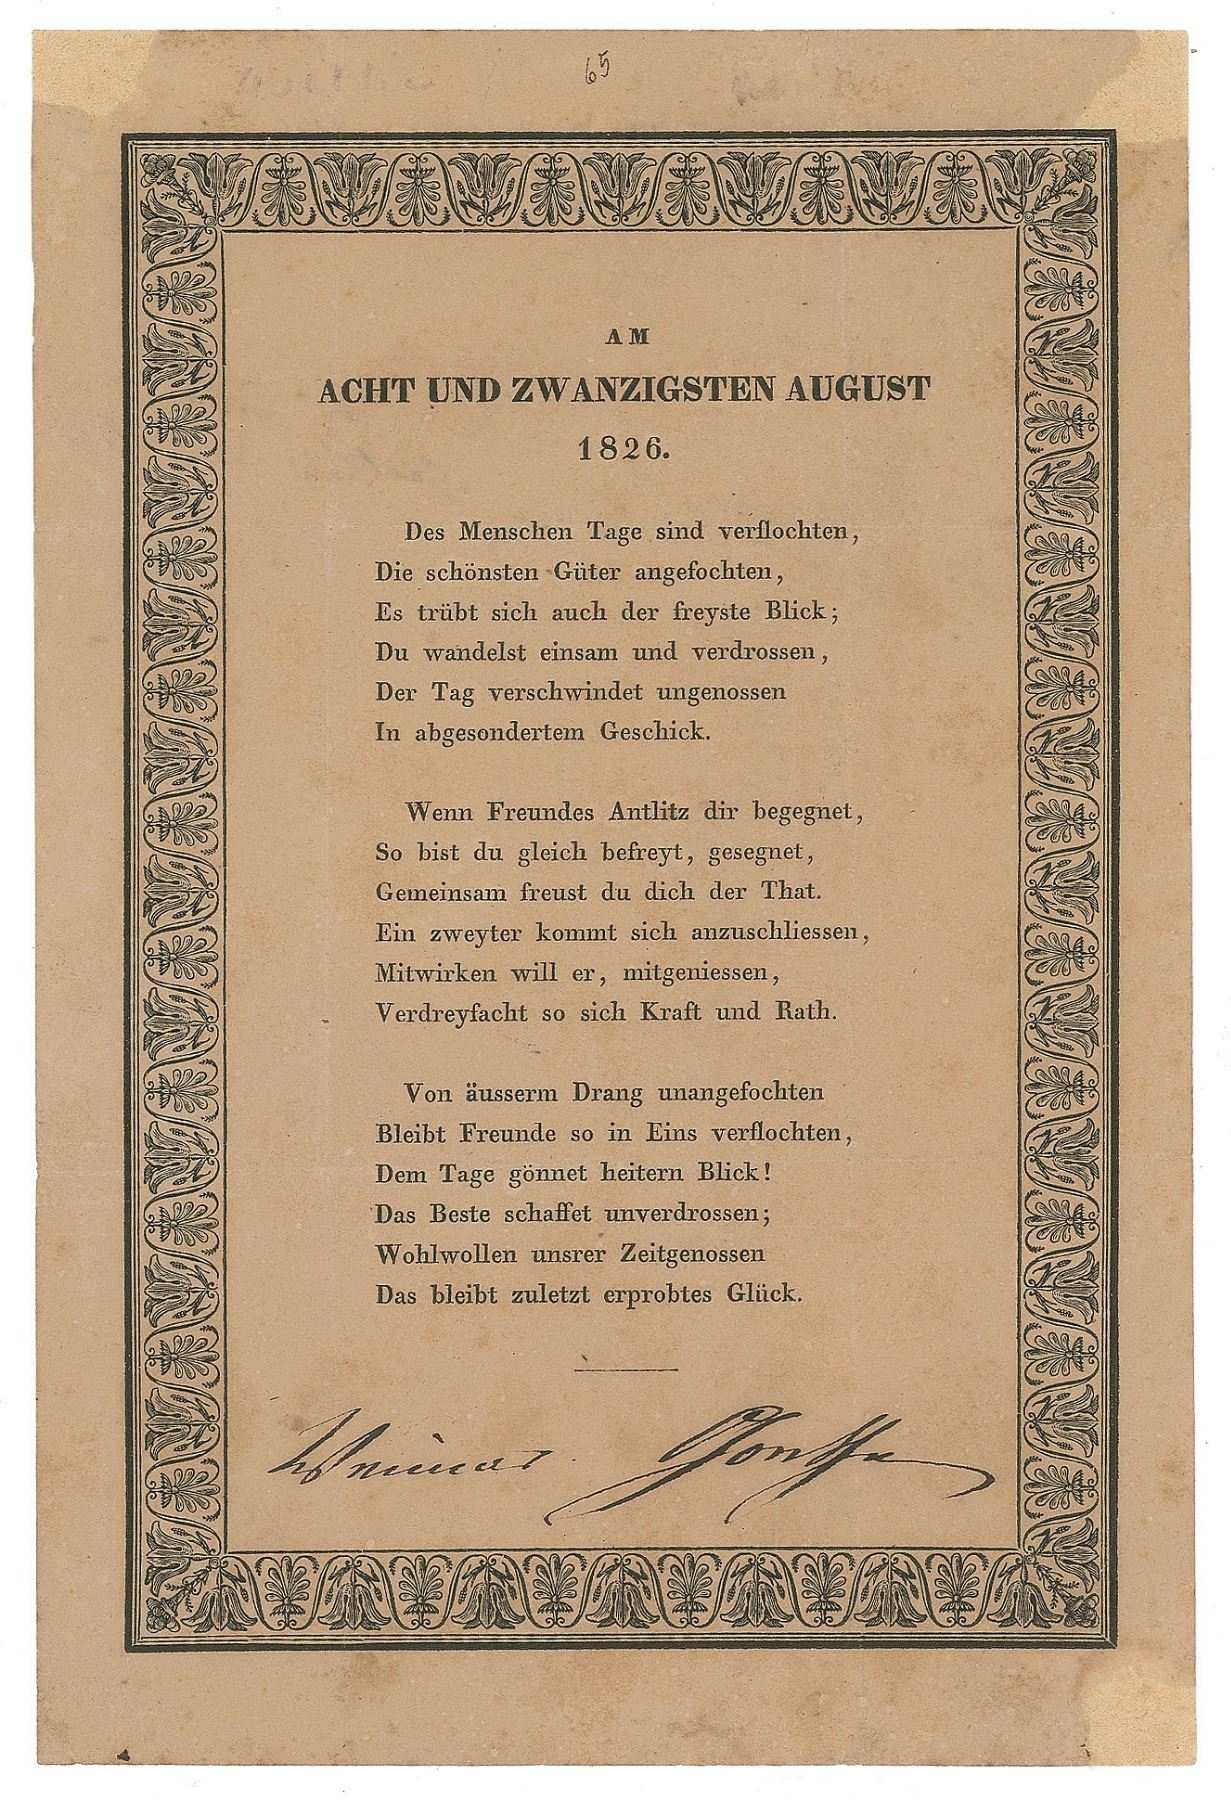 65
AM
ACHT UND ZWANZIGSTEN AUGUST
1826.
Des Menschen Tage sind verflochten,
Die schönsten Güter angefochten,
Es trübt sich auch der freyste Blick;
Du wandelst einsam und verdrossen,
Der Tag verschwindet ungenossen
In abgesondertem Geschick.
Wenn Freundes Antlitz dir begegnet,
So bist du gleich befreyt, gesegnet,
Gemeinsam freust du dich der That.
Ein zweyter kommt sich anzuschliessen,
Mitwirken will er, mitgeniessen,
Verdreyfacht so sich Kraft und Rath.
Von äusserm Drang unangefochten
Bleibt Freunde so in Eins verflochten,
Dem Tage gönnet heitern Blick!
Das Beste schaffet unverdrossen;
Wohlwollen unsrer Zeitgenossen
Das bleibt zuletzt erprobtes Glück.
Weimar. Goethe